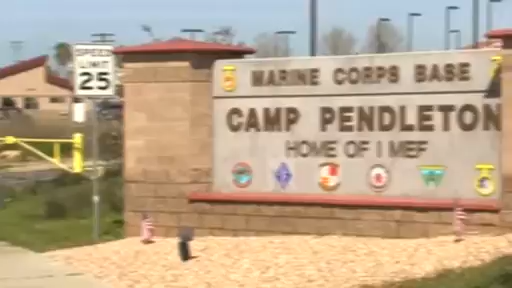 SPEED
LIMIT
25
MARINE CORPS BASE
CAMP PENDLETON
HOME OF I MEF